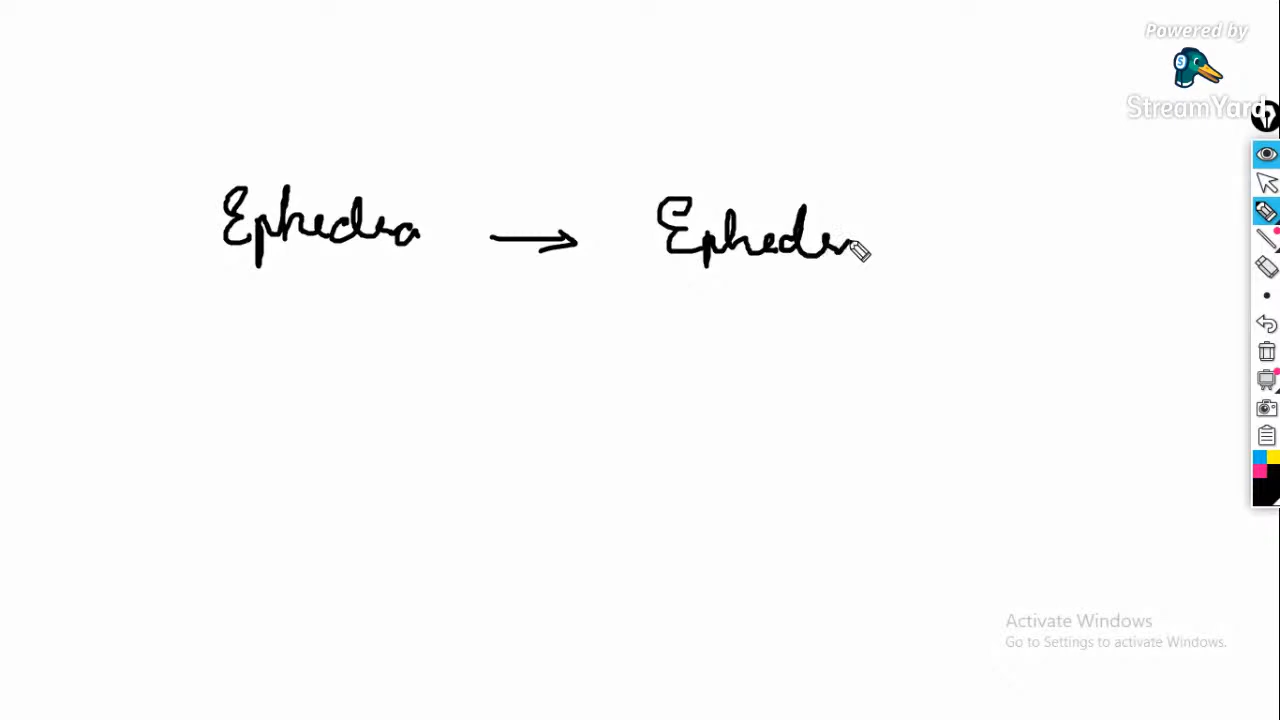 Powered by
StreamYard
Ephedra → Ephedr
Activate Windows
Go to Settings to activate Windows.